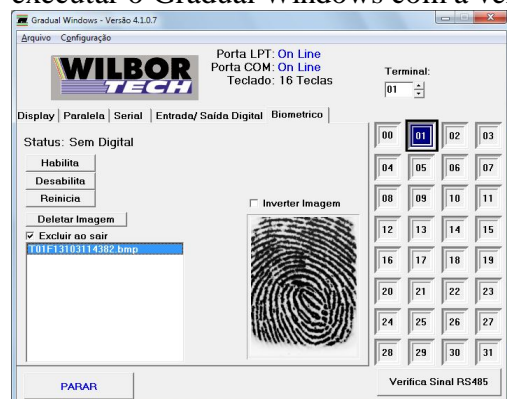 executar o Gradual Windows com a ve
Gradual Windows - Versão 4.1.0.7
Arquivo Configuração
WILBOR
TECH
Porta LPT: On Line
Porta COM: On Line
Teclado: 16 Teclas
Terminal:
01
Display Paralela Serial Entrada/ Saída Digital Biometrico
Status: Sem Digital
Habilita
Desabilita
Reinicia
Deletar Imagem
Excluir ao sair
T01F13103114382.bmp
Inverter Imagem
00 01 02 03
04 05 06 07
08 09 10 11
12 13 14 15
16 17 18 19
20 21 22 23
24 25 26 27
28 29 30 31
PARAR
Verifica Sinal RS485